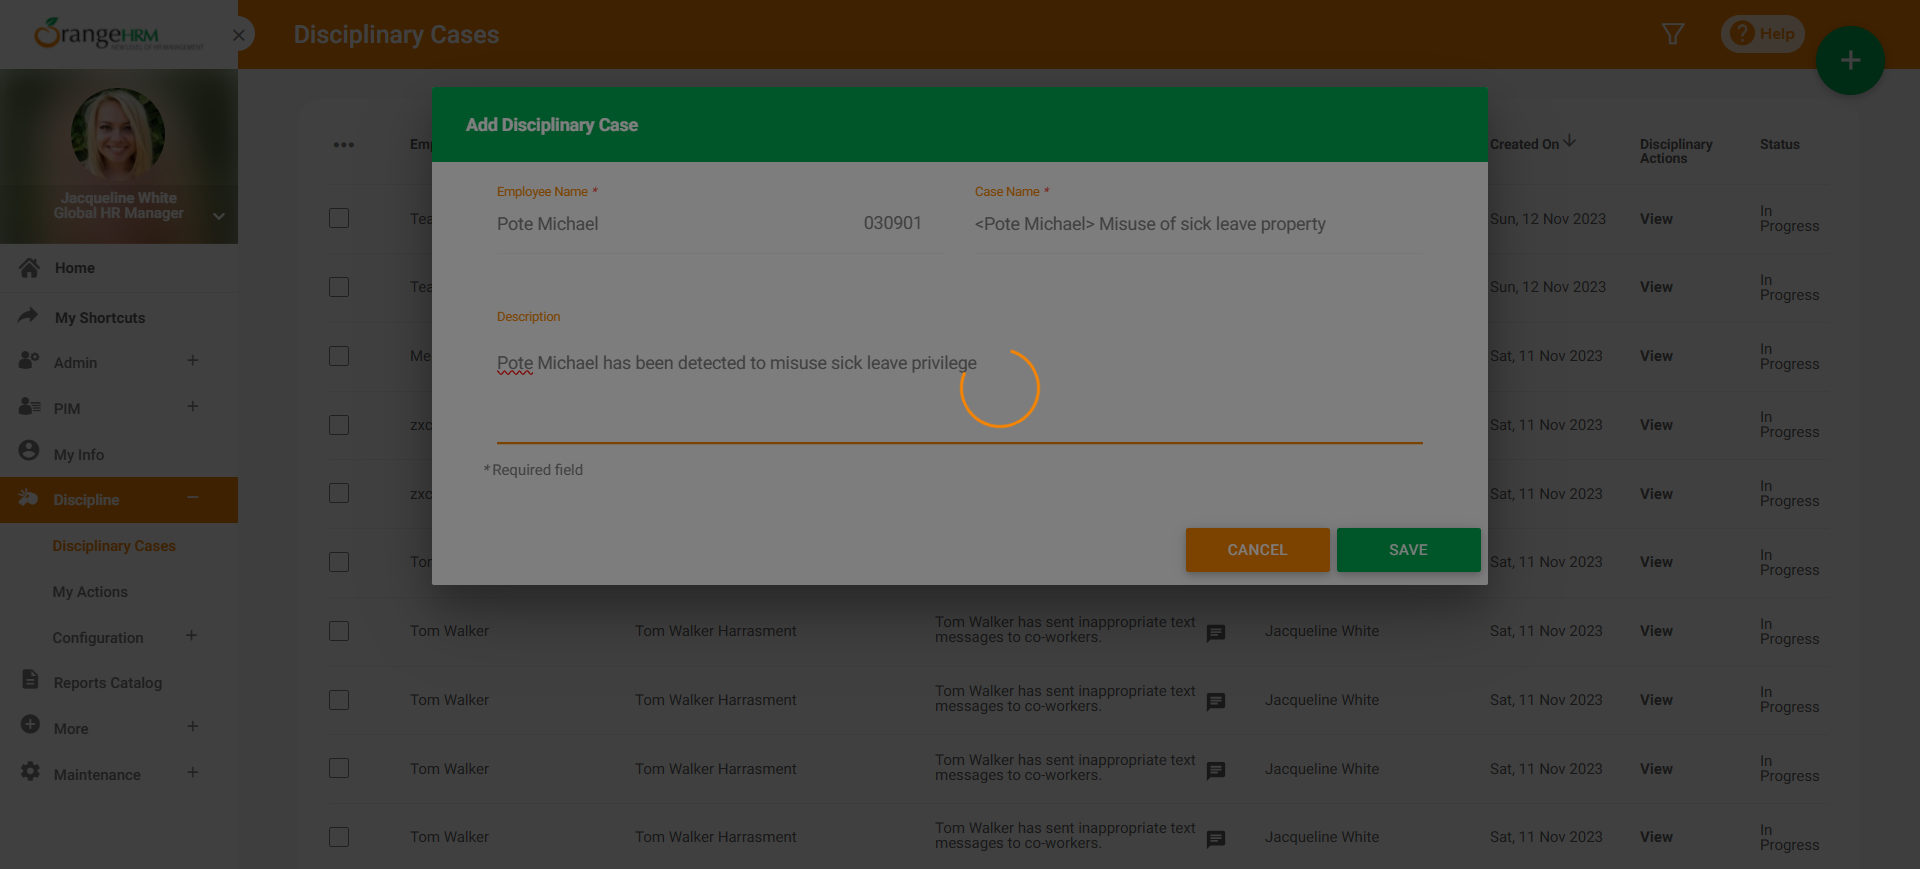 OrangeHRM
NEW LEVEL OF HR MANAGEMENT
Disciplinary Cases
? Help
Jacqueline White
Global HR Manager
Home
My Shortcuts
Admin
PIM
My Info
Discipline
Disciplinary Cases
My Actions
Configuration
Reports Catalog
More
Maintenance
Add Disciplinary Case
Employee Name *
Case Name *
Pote Michael 030901
<Pote Michael> Misuse of sick leave property
Description
Pote Michael has been detected to misuse sick leave privilege
* Required field
CANCEL
SAVE
Em
Created On
Disciplinary
Actions
Status
Tea
Sun, 12 Nov 2023
View
In
Progress
Tea
Sun, 12 Nov 2023
View
In
Progress
Me
Sat, 11 Nov 2023
View
In
Progress
zxc
Sat, 11 Nov 2023
View
In
Progress
zxc
Sat, 11 Nov 2023
View
In
Progress
Tor
Sat, 11 Nov 2023
View
In
Progress
Tom Walker
Tom Walker Harrasment
Tom Walker has sent inappropriate text
messages to co-workers.
Jacqueline White
Sat, 11 Nov 2023
View
In
Progress
Tom Walker
Tom Walker Harrasment
Tom Walker has sent inappropriate text
messages to co-workers.
Jacqueline White
Sat, 11 Nov 2023
View
In
Progress
Tom Walker
Tom Walker Harrasment
Tom Walker has sent inappropriate text
messages to co-workers.
Jacqueline White
Sat, 11 Nov 2023
View
In
Progress
Tom Walker
Tom Walker Harrasment
Tom Walker has sent inappropriate text
messages to co-workers.
Jacqueline White
Sat, 11 Nov 2023
View
In
Progress